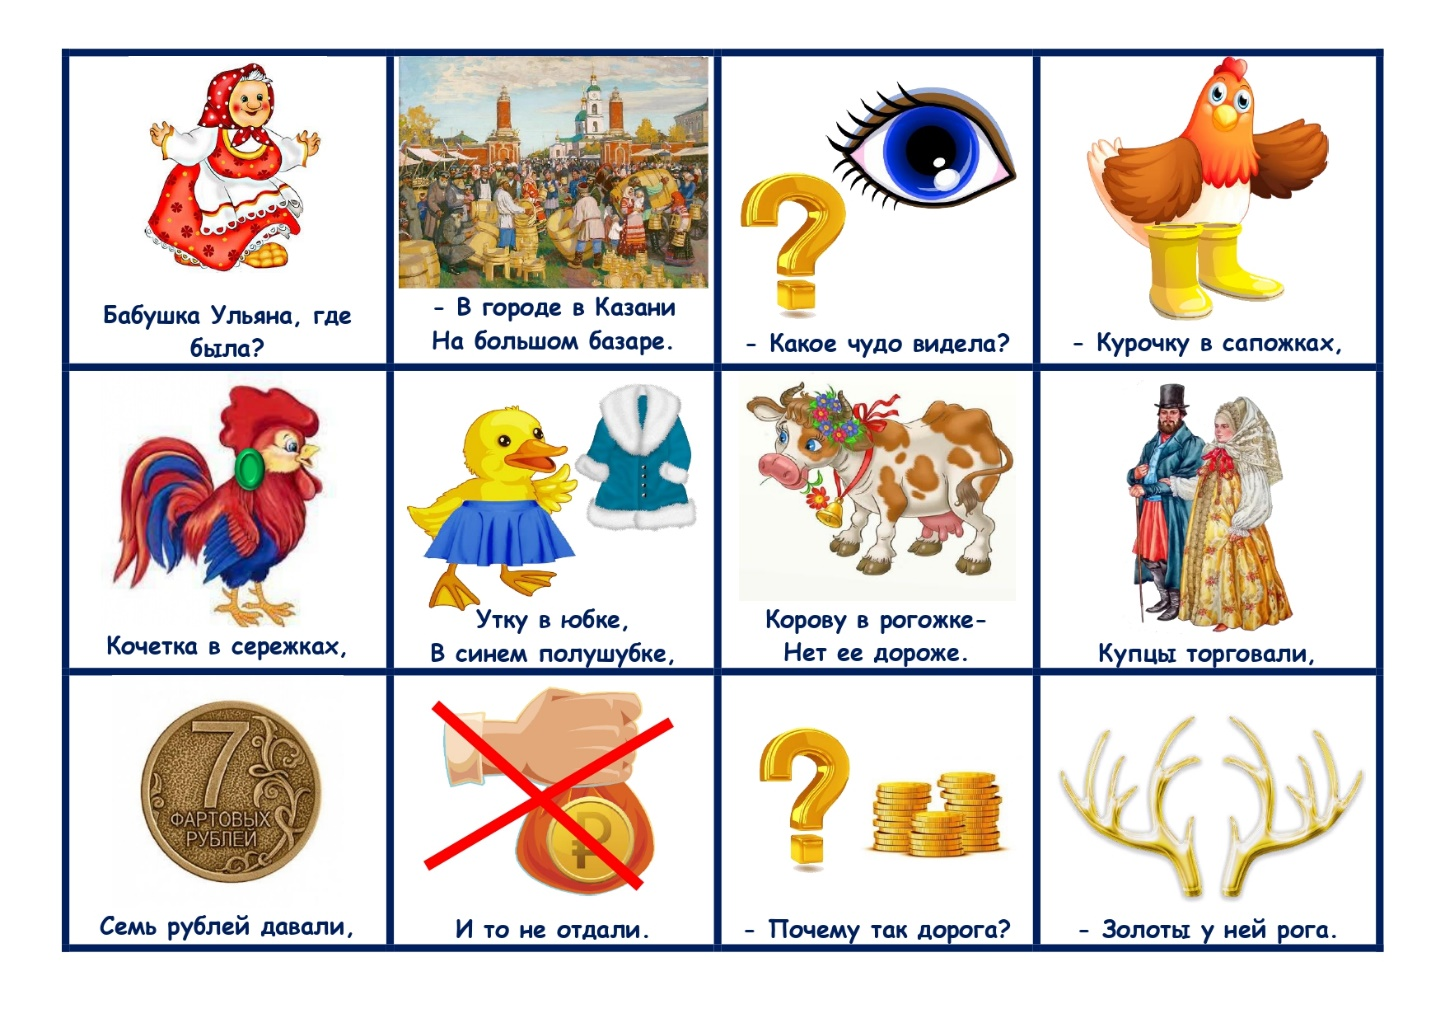 Бабушка Ульяна, где
была?
- В городе в Казани
На большом базаре.
- Какое чудо видела?
- Курочку в сапожках,
Кочетка в сережках,
Утку в юбке,
В синем полушубке,
Корову в рогожке-
Нет ее дороже.
Купцы торговали,
7
ФАРТОВЫХ
РУБЛЕЙ
Семь рублей давали,
И то не отдали.
- Почему так дорога?
- Золоты у ней рога.